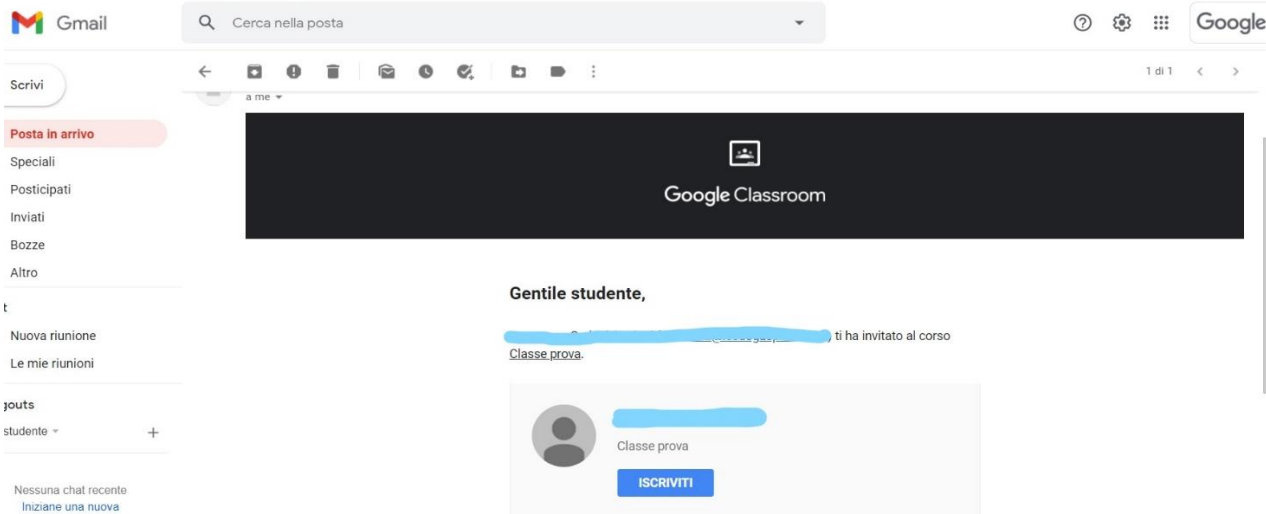 Gmail
Cerca nella posta
Google
Scrivi
1 di 1
a me
Posta in arrivo
Speciali
Posticipati
Inviati
Bozze
Altro
t
Nuova riunione
Le mie riunioni
gouts
studente
Nessuna chat recente
Iniziane una nuova
Google Classroom
Gentile studente,
) ti ha invitato al corso
Classe prova.
Classe prova
ISCRIVITI